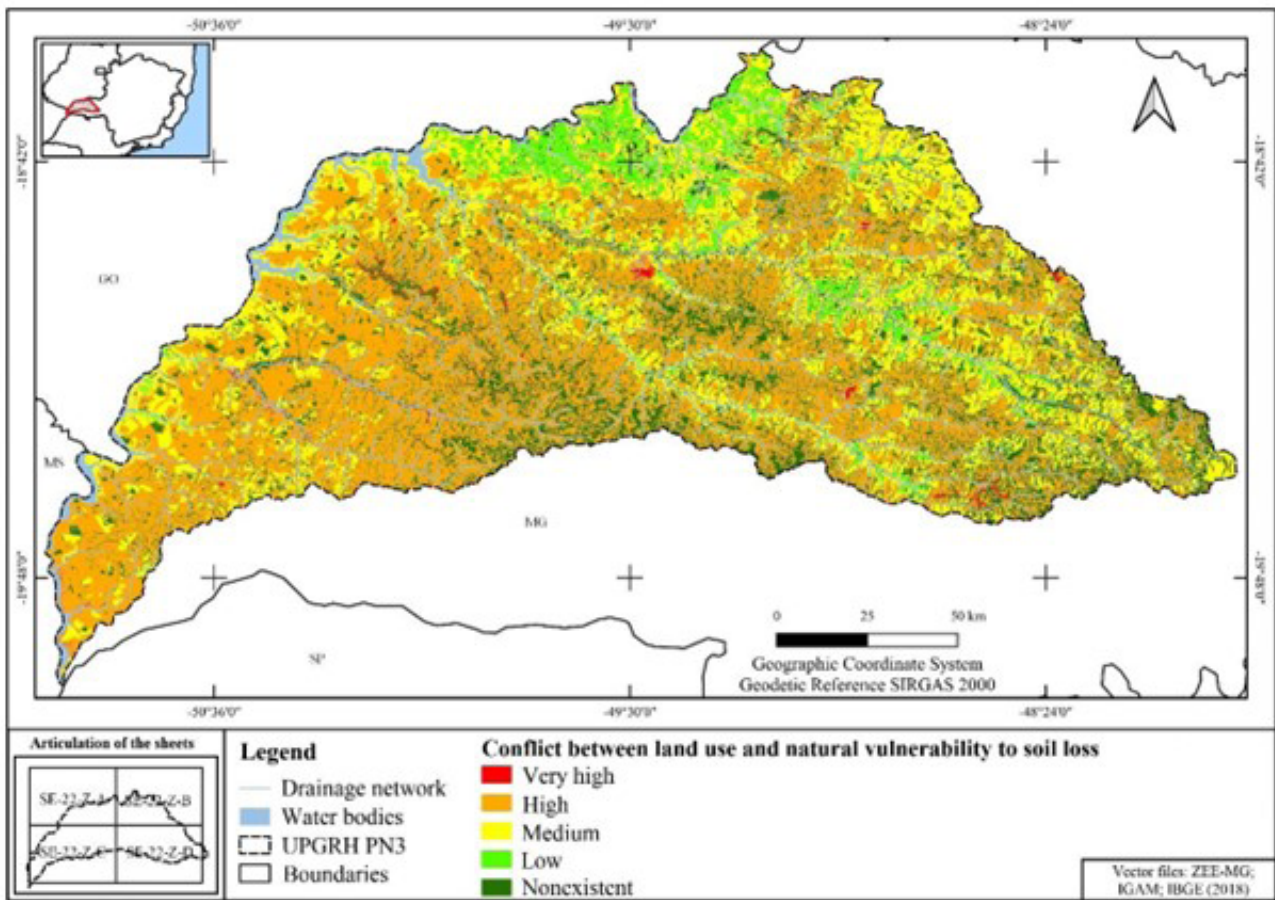 -50°36'0" -49°30'0" -48°24'0"
-18°42'0" -18°42'0"
GO
MS
MG
SP
-19°48'0" -19°48'0"
0 25 50 km
Geographic Coordinate System
Geodetic Reference SIRGAS 2000
-50°36'0" -49°30'0" -48°24'0"
Articulation of the sheets
SE-22-Z-B
SE-22-Z-D
Legend
Drainage network
Water bodies
UPGRH PN3
Boundaries
Conflict between land use and natural vulnerability to soil loss
Very high
High
Medium
Low
Nonexistent
Vector files: ZEE-MG;
IGAM; IBGE (2018)